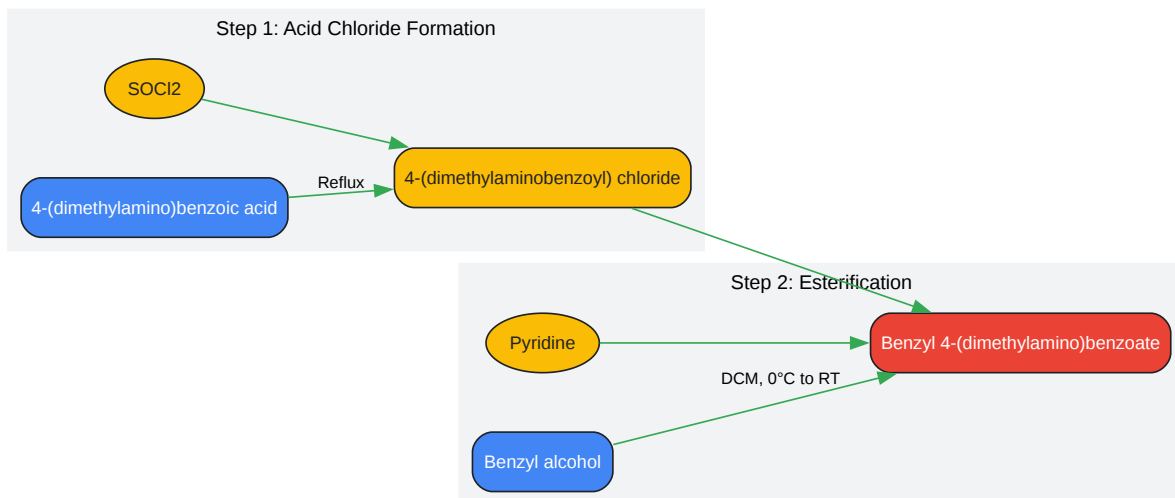 Step 1: Acid Chloride Formation
SOCl2
Reflux
4-(dimethylaminobenzoyl) chloride
4-(dimethylamino)benzoic acid
Step 2: Esterification
Pyridine
Benzyl 4-(dimethylamino)benzoate
DCM, 0°C to RT
Benzyl alcohol